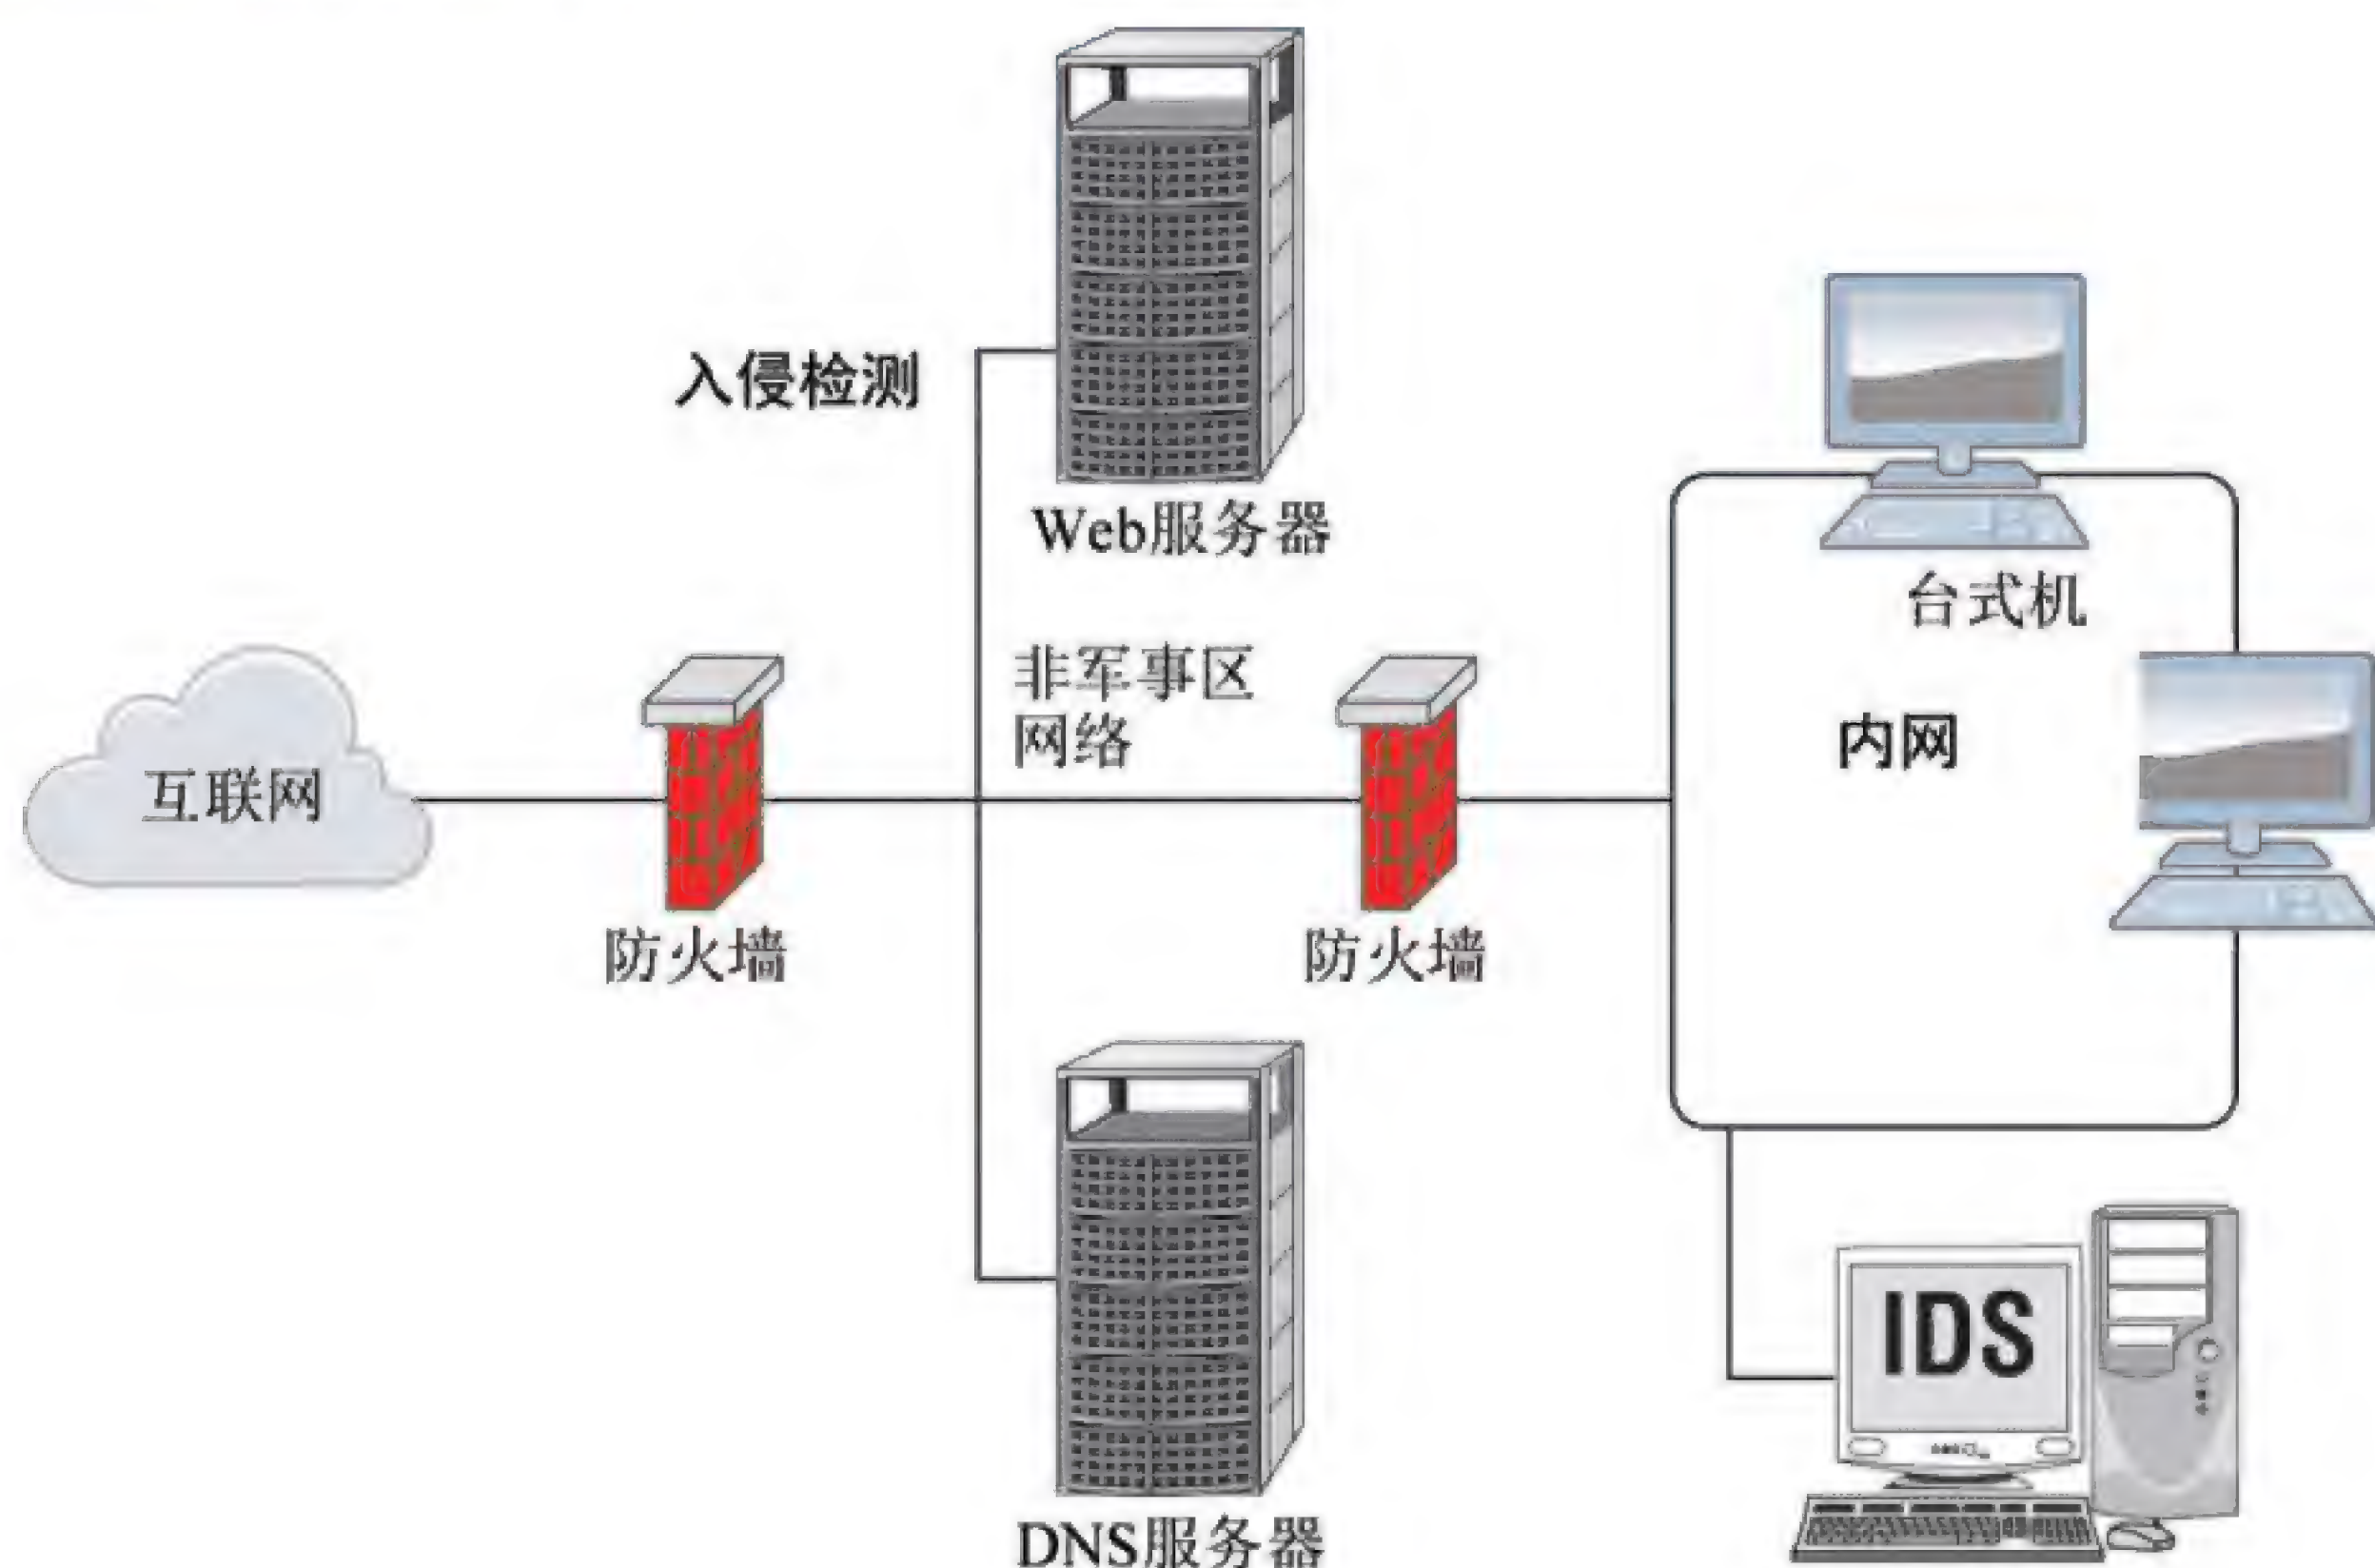 入侵检测
Web服务器
台式机
非军事区
网络
内网
互联网
防火墙
防火墙
IDS
DNS服务器